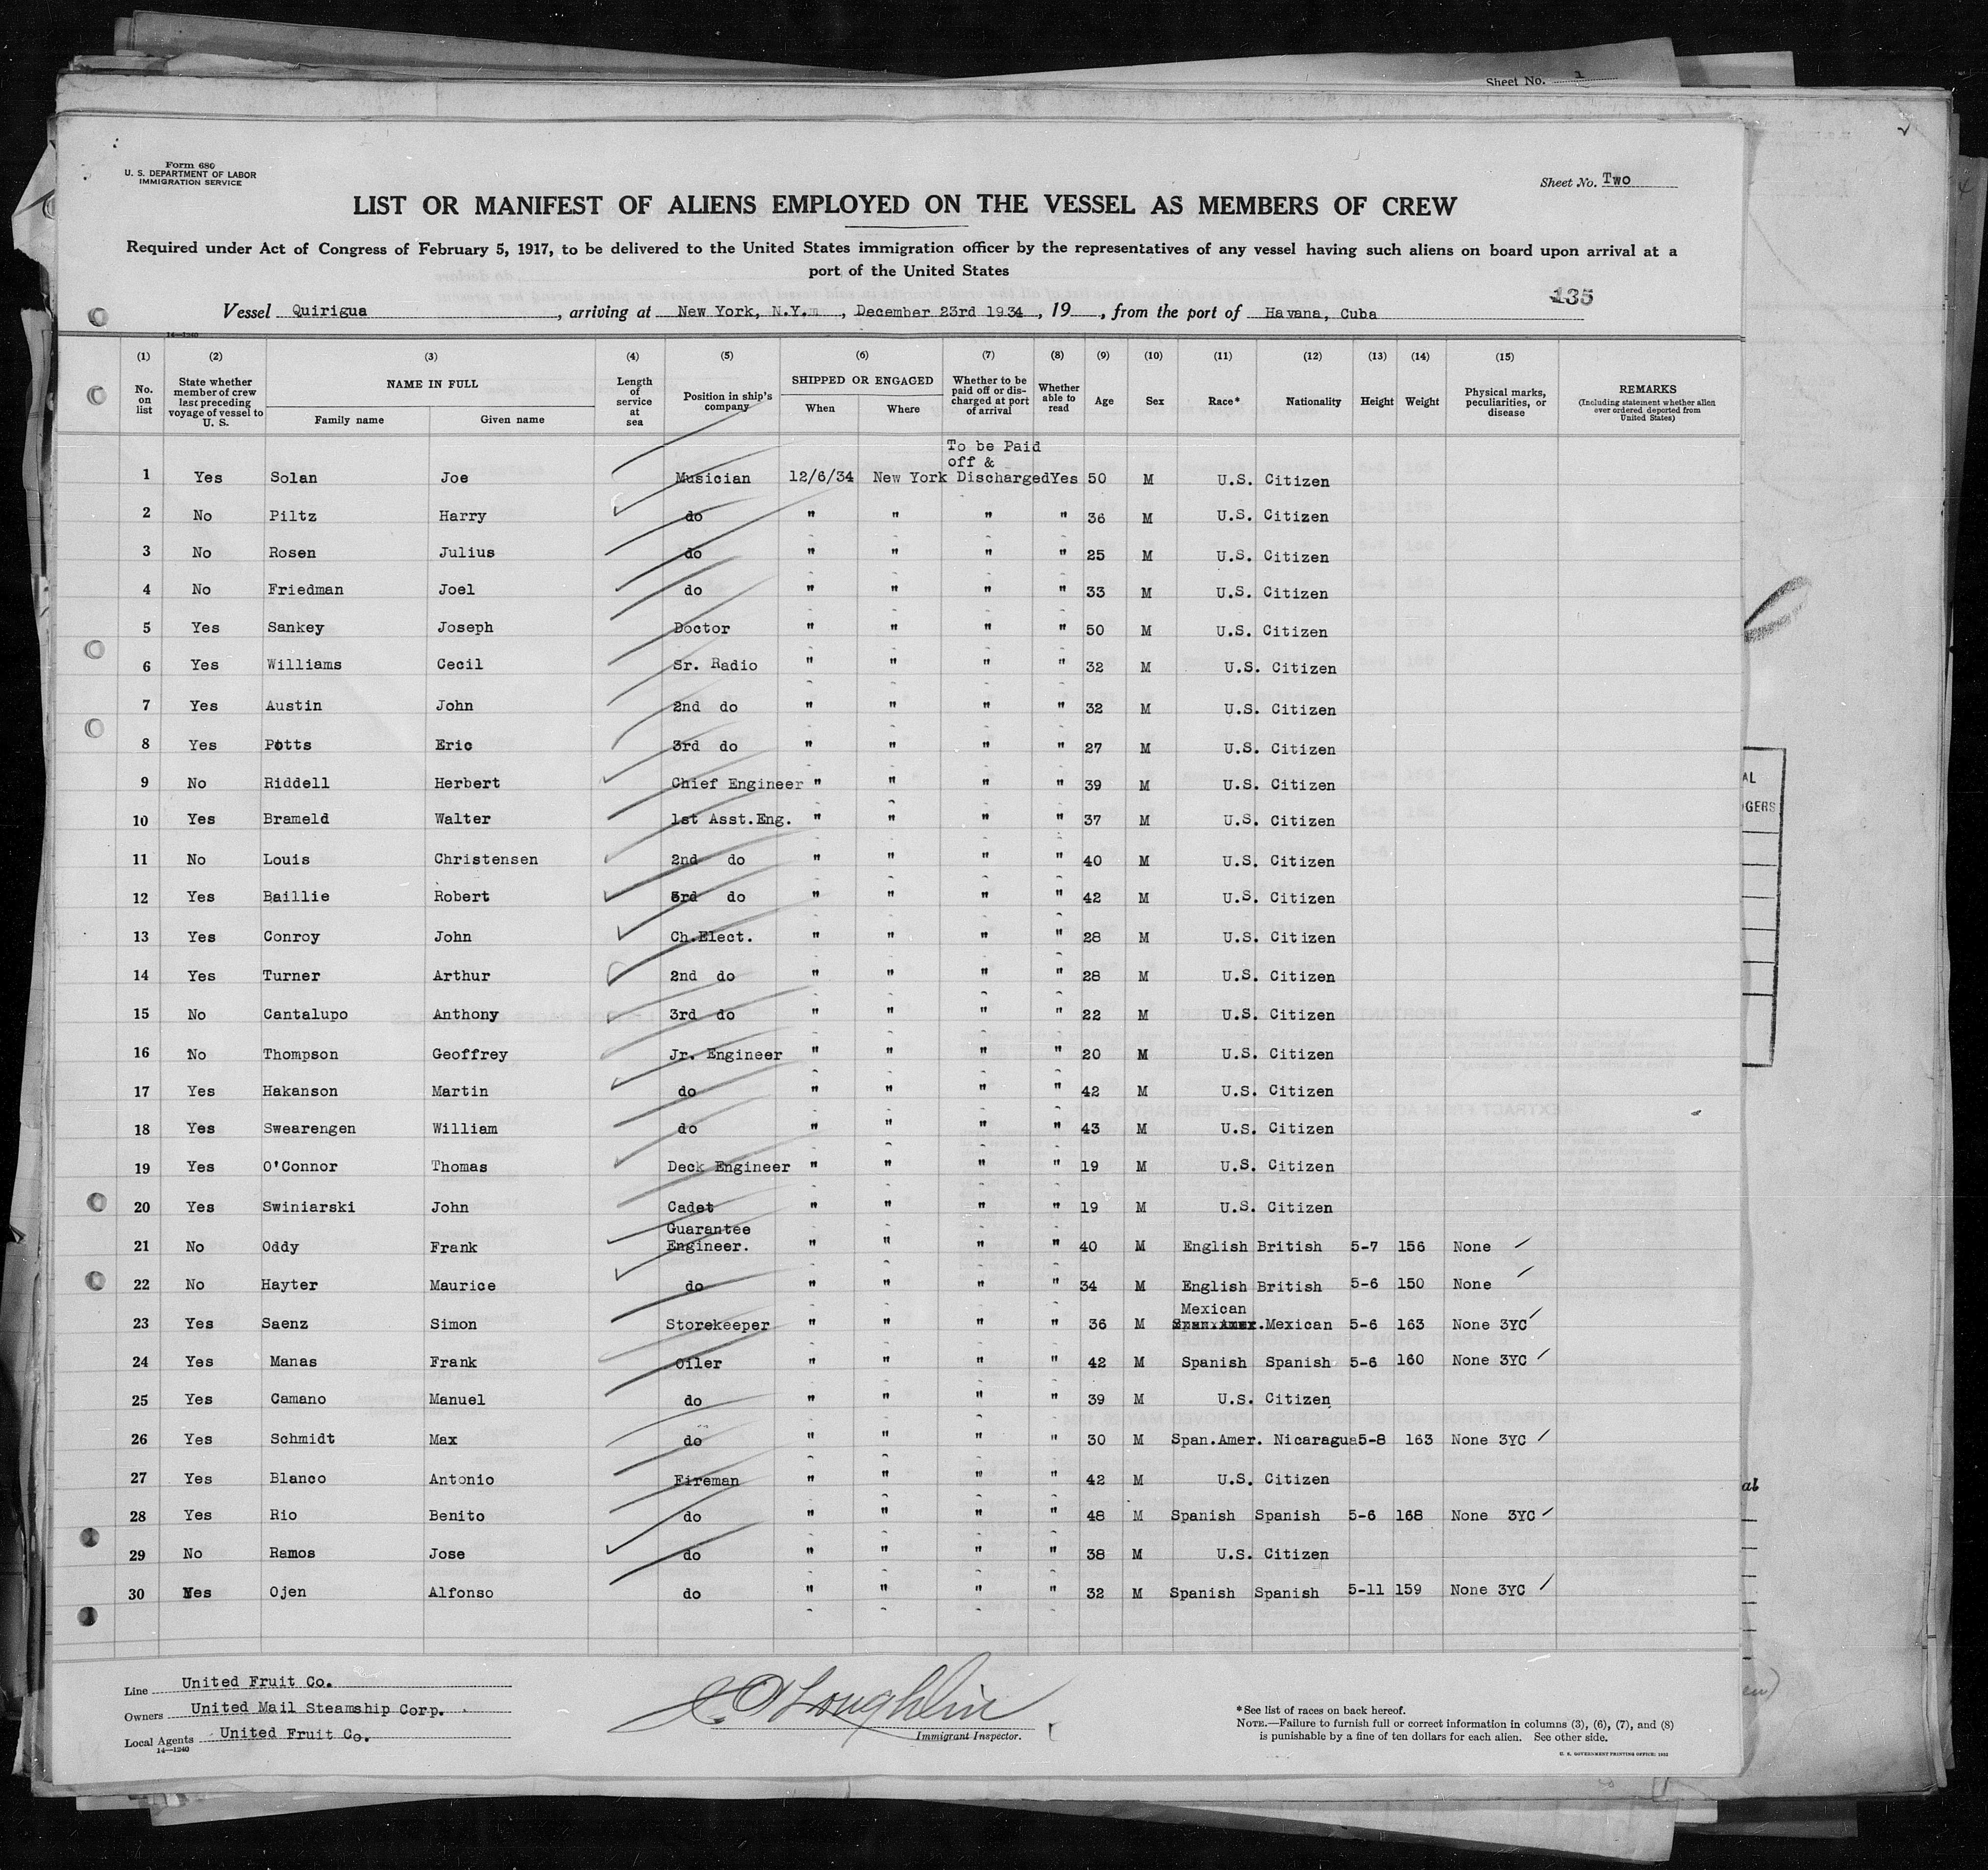 Sheet No. 1
Form 680
U. S. DEPARTMENT OF LABOR
IMMIGRATION SERVICE
Sheet No. Two
LIST OR MANIFEST OF ALIENS EMPLOYED ON THE VESSEL AS MEMBERS OF CREW
Required under Act of Congress of February 5, 1917, to be delivered to the United States immigration officer by the representatives of any vessel having such aliens on board upon arrival at a
port of the United States
135
Vessel Quirigua, arriving at New York, N.Y., December 23rd 1934, 19, from the port of Havana, Cuba
14—1240
(1) (2) (3) (4) (5) (6) (7) (8) (9) (10) (11) (12) (13) (14) (15)
No. on list State whether member of crew last preceding voyage of vessel to U. S. NAME IN FULL Family name Given name Length of service at sea Position in ship's company SHIPPED OR ENGAGED When Where Whether to be paid off or discharged at port of arrival Whether able to read Age Sex Race* Nationality Height Weight Physical marks, peculiarities, or disease REMARKS (Including statement whether alien ever ordered deported from United States)
To be Paid
off &
1 Yes Solan Joe Musician 12/6/34 New York Discharged Yes 50 M U.S. Citizen
2 No Piltz Harry do " " " " 36 M U.S. Citizen
3 No Rosen Julius do " " " " 25 M U.S. Citizen
4 No Friedman Joel do " " " " 33 M U.S. Citizen
5 Yes Sankey Joseph Doctor " " " " 50 M U.S. Citizen
6 Yes Williams Cecil Sr. Radio " " " " 32 M U.S. Citizen
7 Yes Austin John 2nd do " " " " 32 M U.S. Citizen
8 Yes Potts Eric 3rd do " " " " 27 M U.S. Citizen
9 No Riddell Herbert Chief Engineer " " " " 39 M U.S. Citizen
10 Yes Brameld Walter 1st Asst.Eng. " " " " 37 M U.S. Citizen
11 No Louis Christensen 2nd do " " " " 40 M U.S. Citizen
12 Yes Baillie Robert 3rd do " " " " 42 M U.S. Citizen
13 Yes Conroy John Ch.Elect. " " " " 28 M U.S. Citizen
14 Yes Turner Arthur 2nd do " " " " 28 M U.S. Citizen
15 No Cantalupo Anthony 3rd do " " " " 22 M U.S. Citizen
16 No Thompson Geoffrey Jr. Engineer " " " " 20 M U.S. Citizen
17 Yes Hakanson Martin do " " " " 42 M U.S. Citizen
18 Yes Swearengen William do " " " " 43 M U.S. Citizen
19 Yes O'Connor Thomas Deck Engineer " " " " 19 M U.S. Citizen
20 Yes Swiniarski John Cadet " " " " 19 M U.S. Citizen
Guarantee
21 No Oddy Frank Engineer. " " " " 40 M English British 5-7 156 None
22 No Hayter Maurice do " " " " 34 M English British 5-6 150 None
Mexican
23 Yes Saenz Simon Storekeeper " " " " 36 M Span.Amer. Mexican 5-6 163 None 3YC
24 Yes Manas Frank Oiler " " " " 42 M Spanish Spanish 5-6 160 None 3YC
25 Yes Camano Manuel do " " " " 39 M U.S. Citizen
26 Yes Schmidt Max do " " " " 30 M Span.Amer. Nicaragua 5-8 163 None 3YC
27 Yes Blanco Antonio Fireman " " " " 42 M U.S. Citizen
28 Yes Rio Benito do " " " " 48 M Spanish Spanish 5-6 168 None 3YC
29 No Ramos Jose do " " " " 38 M U.S. Citizen
30 Yes Ojen Alfonso do " " " " 32 M Spanish Spanish 5-11 159 None 3YC
Line United Fruit Co.
Owners United Mail Steamship Corp.
Local Agents United Fruit Co.
14—1240
O'Loughlin
Immigrant Inspector.
*See list of races on back hereof.
NOTE.—Failure to furnish full or correct information in columns (3), (6), (7), and (8)
is punishable by a fine of ten dollars for each alien. See other side.
U. S. GOVERNMENT PRINTING OFFICE: 1932